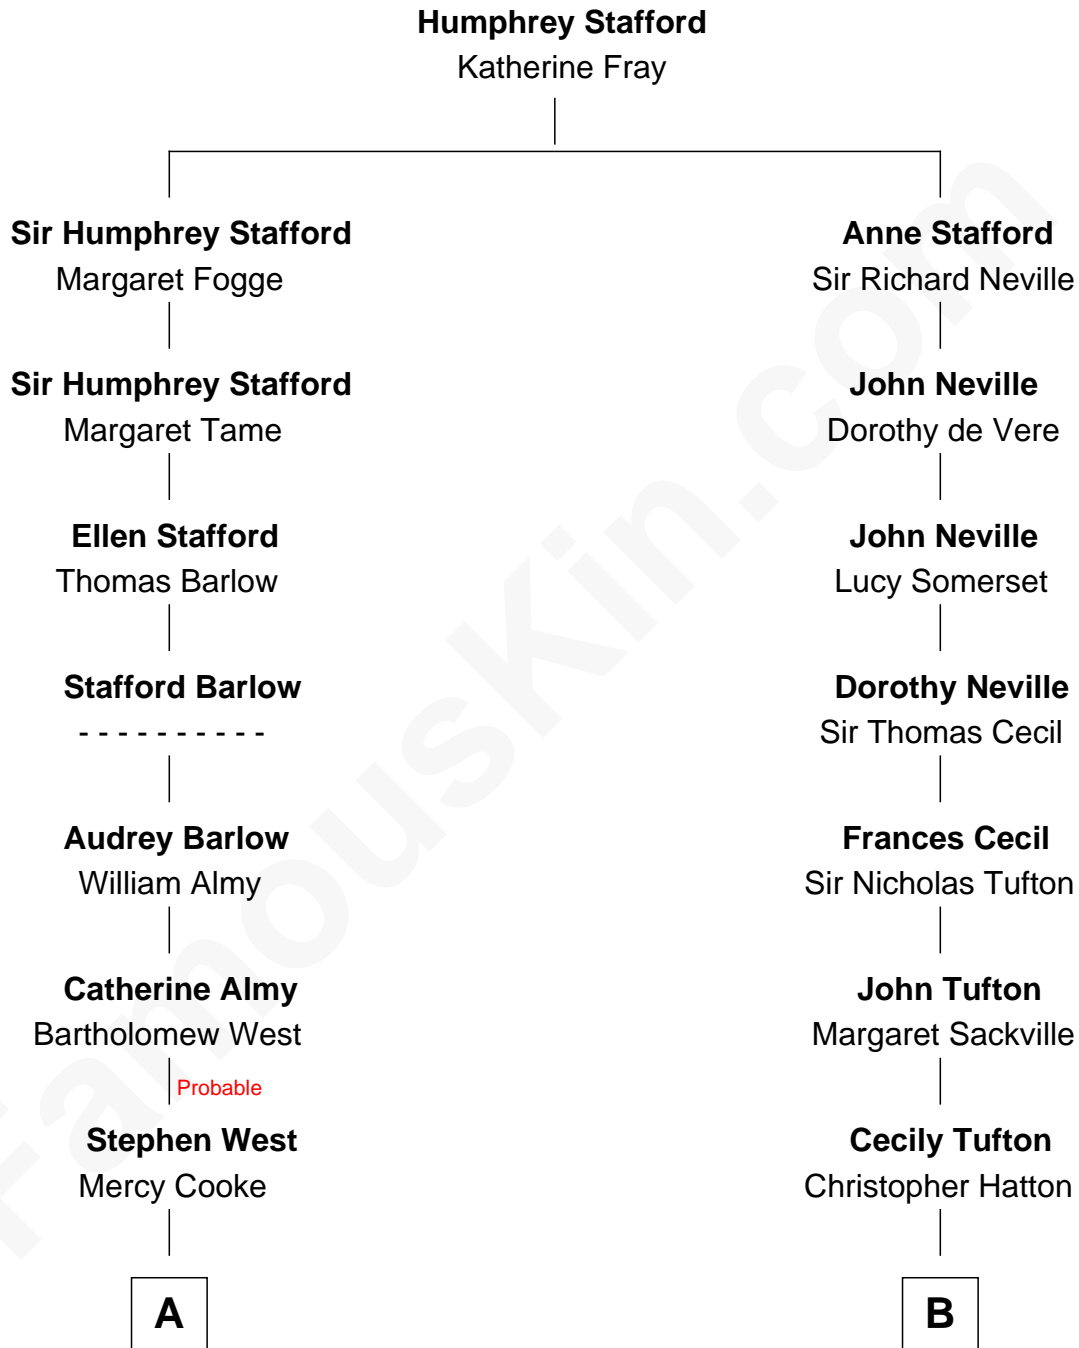 Humphrey Stafford
Katherine Fray
Sir Humphrey Stafford
Margaret Fogge
Sir Humphrey Stafford
Margaret Tame
Ellen Stafford
Thomas Barlow
Stafford Barlow
- - - - - - - - - -
Audrey Barlow
William Almy
Catherine Almy
Bartholomew West
Probable
Stephen West
Mercy Cooke
A
Anne Stafford
Sir Richard Neville
John Neville
Dorothy de Vere
John Neville
Lucy Somerset
Dorothy Neville
Sir Thomas Cecil
Frances Cecil
Sir Nicholas Tufton
John Tufton
Margaret Sackville
Cecily Tufton
Christopher Hatton
B
FamousKin.com